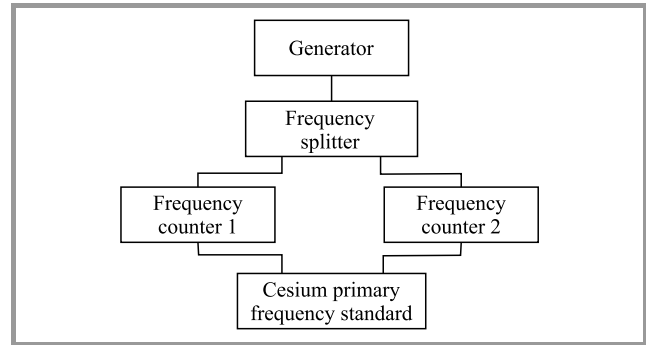 Generator
Frequency
splitter
Frequency
counter 1
Frequency
counter 2
Cesium primary
frequency standard